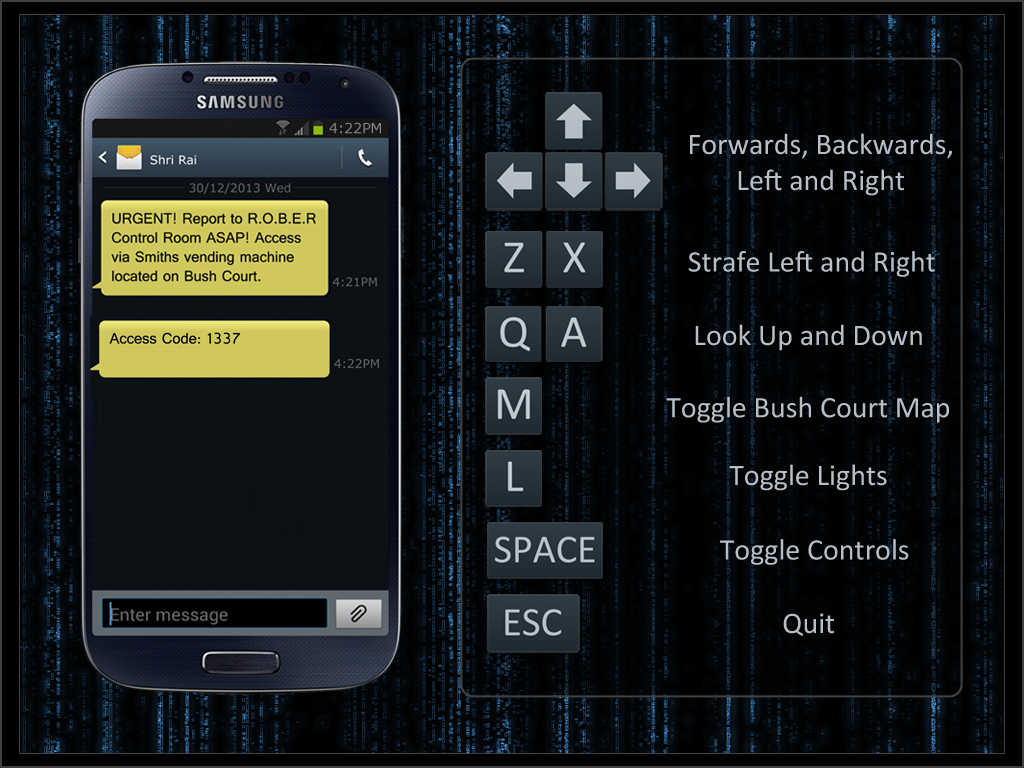 SAMSUNG
4:22PM
Shri Rai
30/12/2013 Wed
URGENT! Report to R.O.B.E.R
Control Room ASAP! Access
via Smiths vending machine
located on Bush Court.
4:21PM
Access Code: 1337
4:22PM
Enter message
Forwards, Backwards,
Left and Right
Z X
Strafe Left and Right
Q A
Look Up and Down
M
Toggle Bush Court Map
L
Toggle Lights
SPACE
Toggle Controls
ESC
Quit